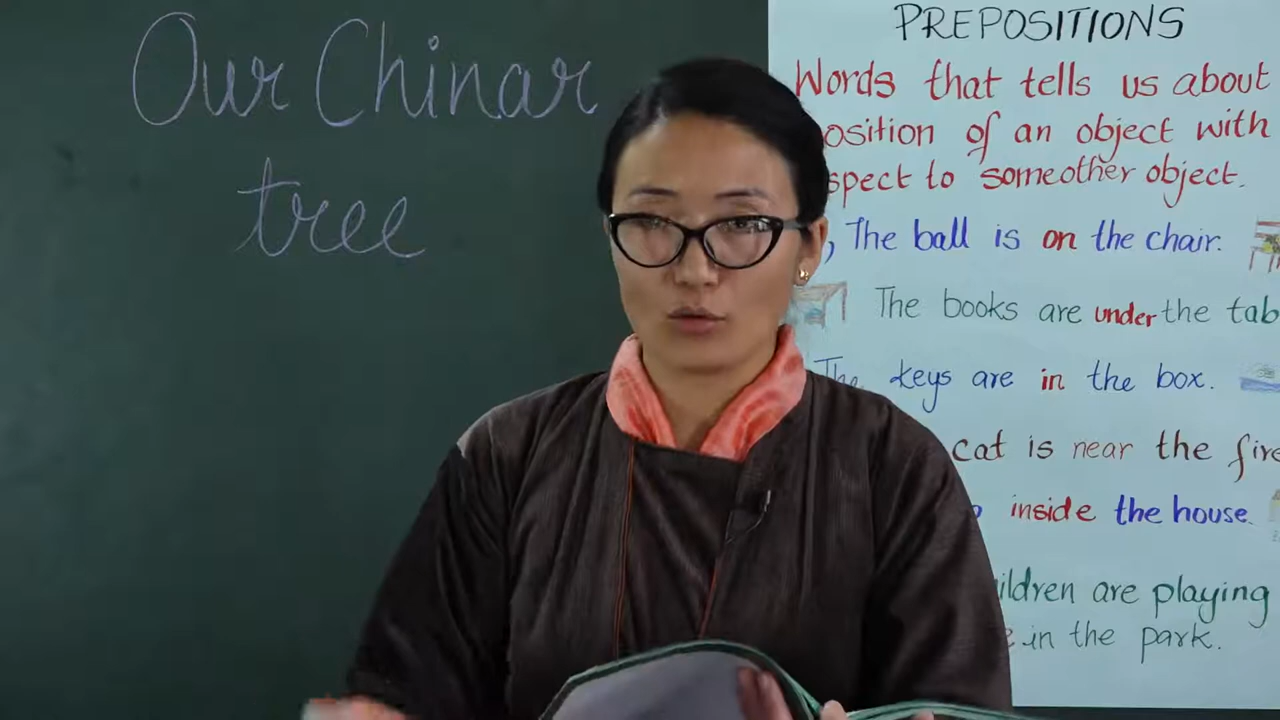 Our Chinar
tree
PREPOSITIONS
Words that tells us about
osition of an object with
spect to someother object.
, The ball is on the chair.
The books are under the tab
The keys are in the box.
cat is near the fire
inside the house.
ildren are playing
in the park.